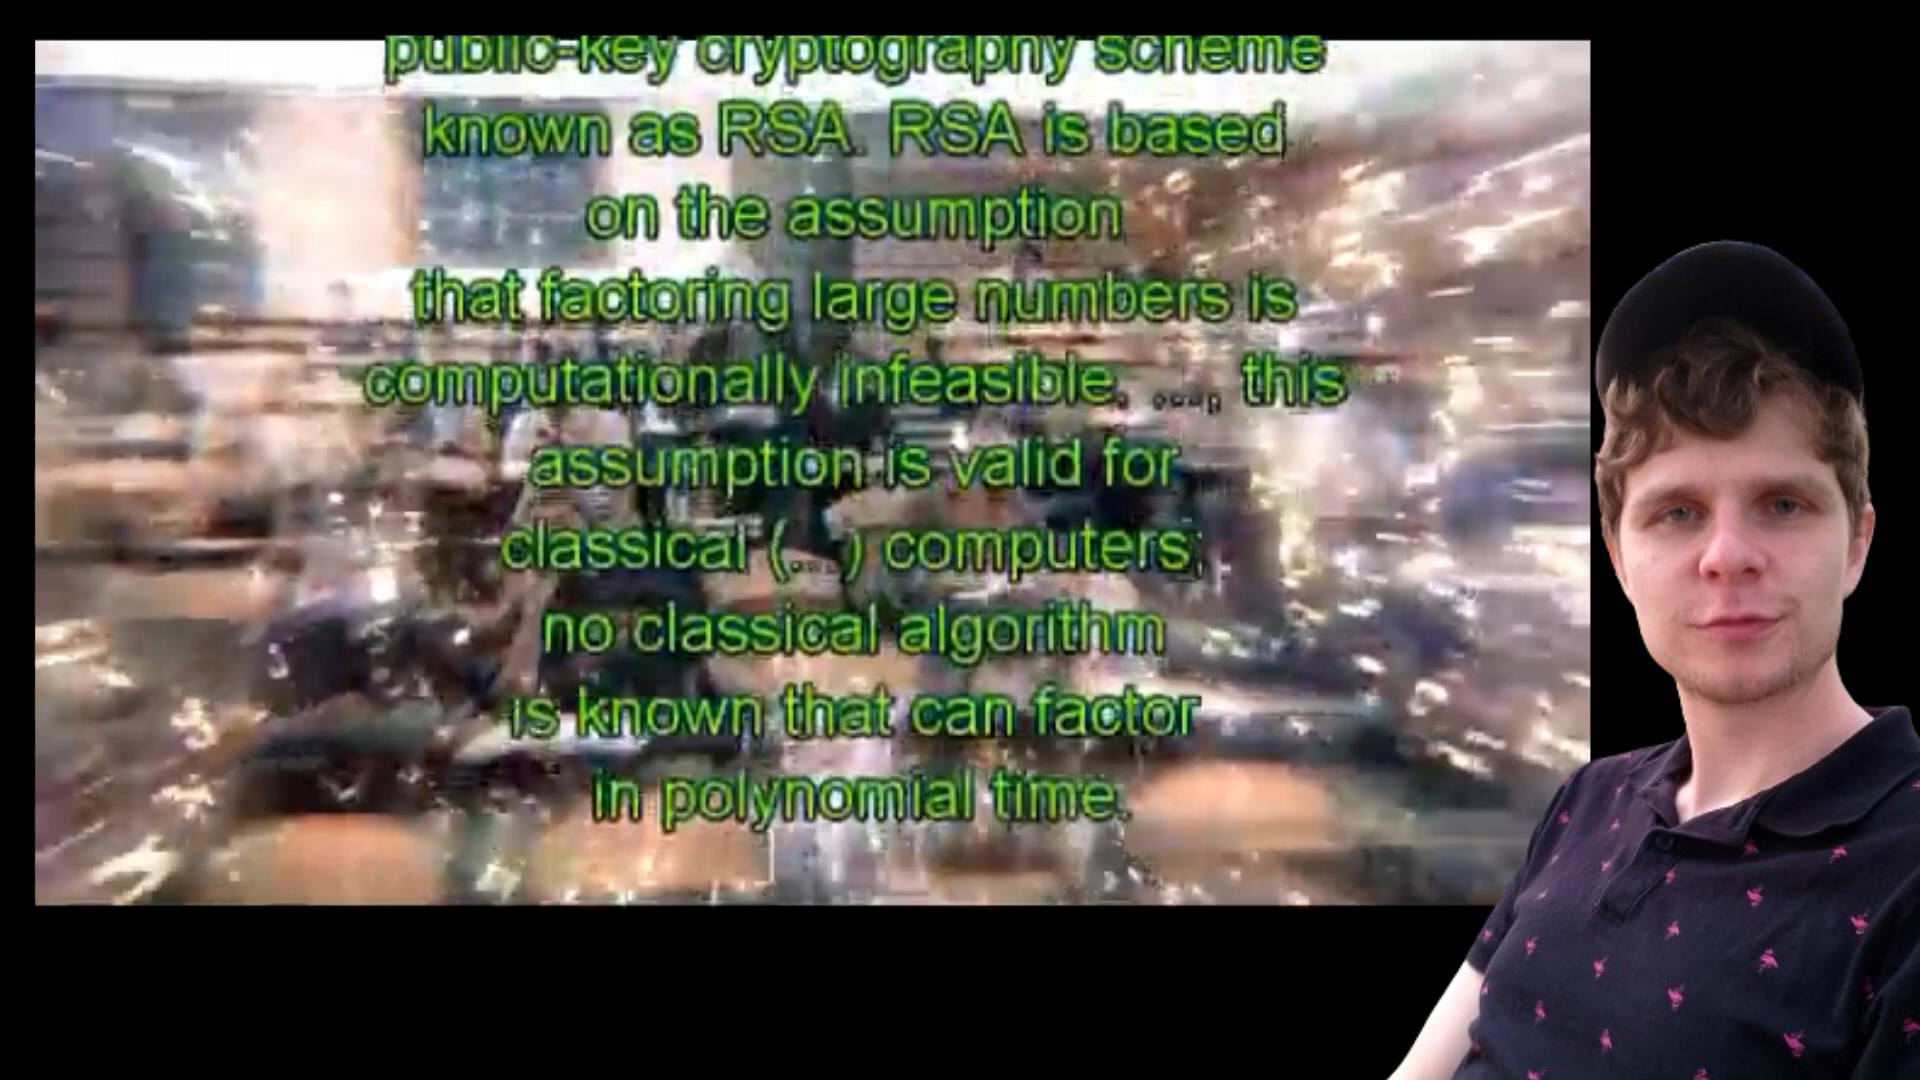 public-key cryptography scheme
known as RSA. RSA is based
on the assumption
that factoring large numbers is
computationally infeasible. ..., this
assumption is valid for
classical (...) computers;
no classical algorithm
is known that can factor
in polynomial time.